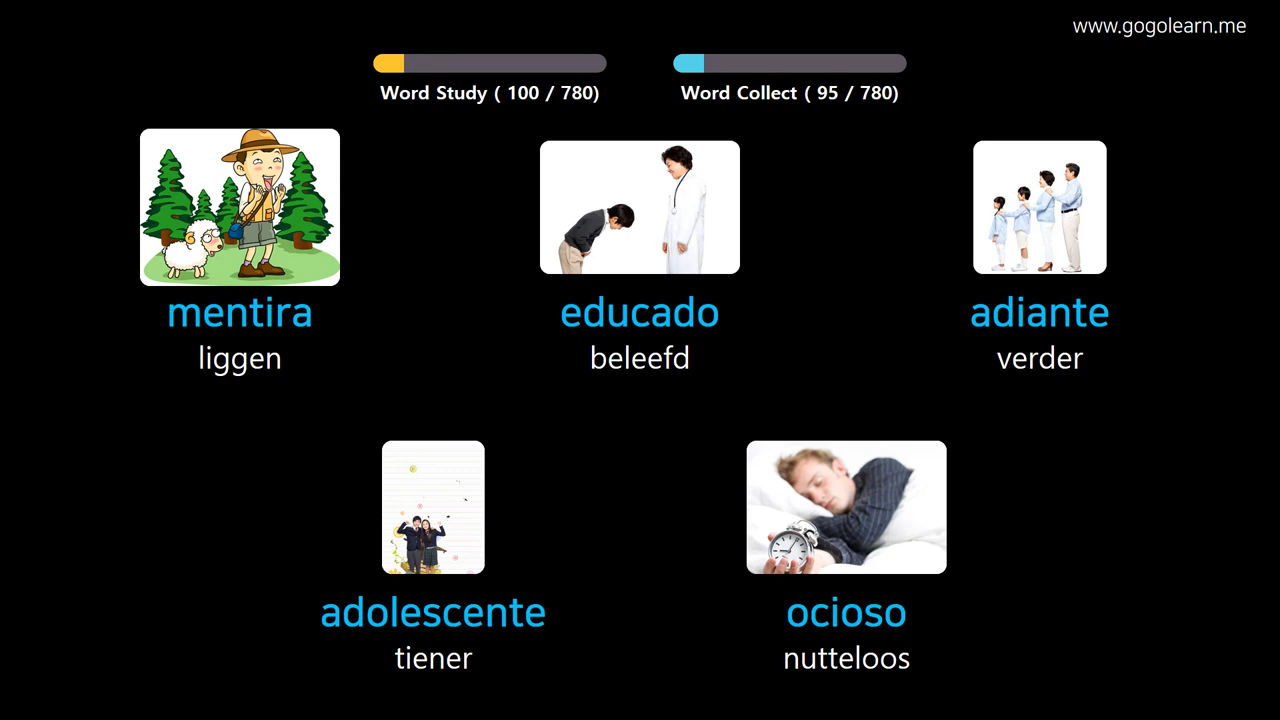 www.gogolearn.me
Word Study ( 100 / 780)
Word Collect ( 95 / 780)
mentira
liggen
educado
beleefd
adiante
verder
adolescente
tiener
ocioso
nutteloos